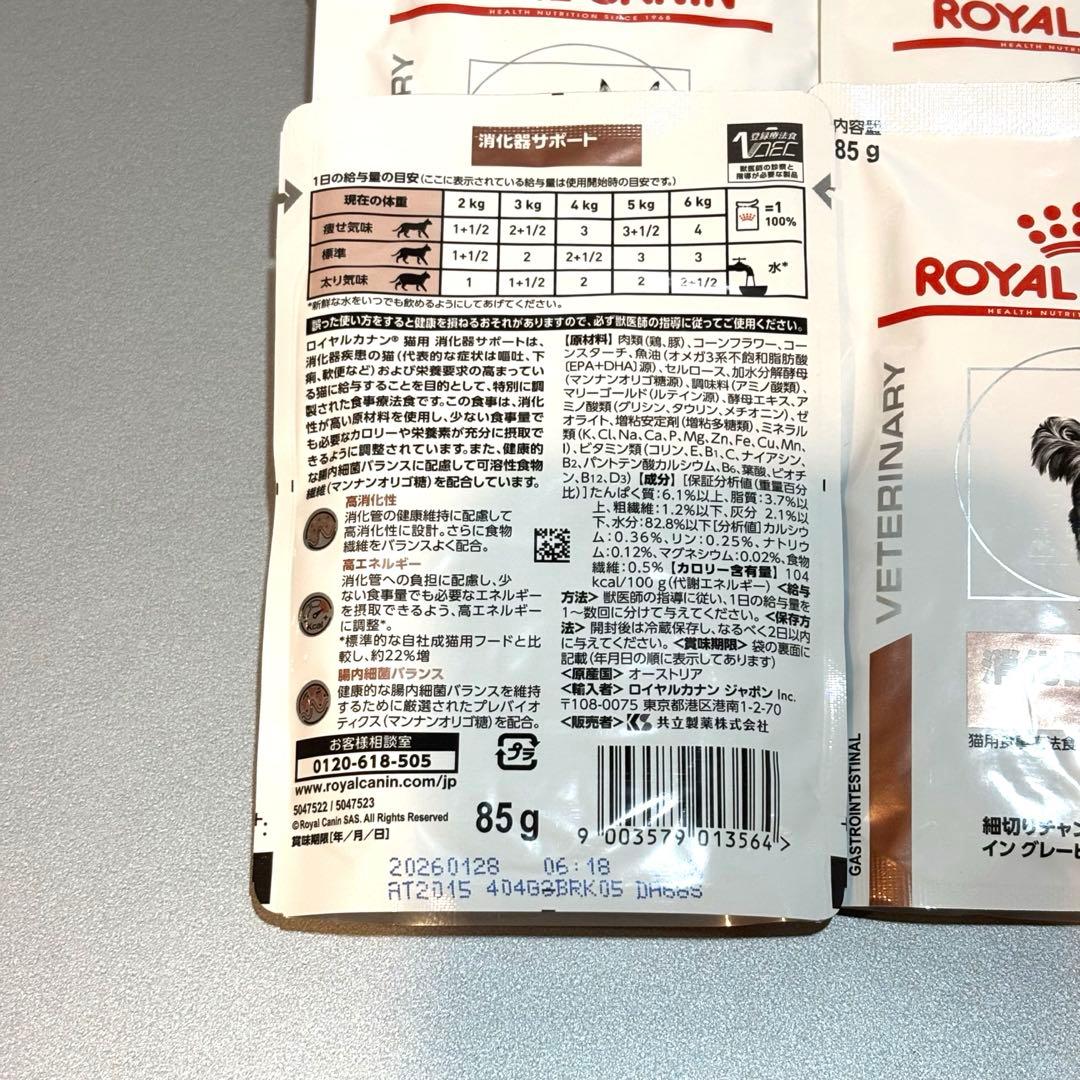 L CANIN
HEALTH NUTRITION SINCE 1968
RY
ROYAL
HEALTH NUTRI
消化器サポート
登録療法食
VDEC
獣医師の診察と
指導が必要な製品
内容量
85 g
1日の給与量の目安(ここに表示されている給与量は使用開始時の目安です。)
現在の体重 2 kg 3 kg 4 kg 5 kg 6 kg
=1
100%
痩せ気味 1+1/2 2+1/2 3 3+1/2 4
標準 1+1/2 2 2+1/2 3 3
水*
太り気味 1 1+1/2 2 2 2+1/2
*新鮮な水をいつでも飲めるようにしてあげてください。
誤った使い方をすると健康を損ねるおそれがありますので、必ず獣医師の指導に従ってご使用ください。
ロイヤルカナン® 猫用 消化器サポートは、
消化器疾患の猫(代表的な症状は嘔吐、下
痢、軟便など)および栄養要求の高まってい
る猫に給与することを目的として、特別に調
製された食事療法食です。この食事は、消化
性が高い原材料を使用し、少ない食事量で
も必要なカロリーや栄養素が充分に摂取で
きるように調整されています。また、健康的
な腸内細菌バランスに配慮して可溶性食物
繊維(マンナンオリゴ糖)を配合しています。
高消化性
消化管の健康維持に配慮して
高消化性に設計。さらに食物
繊維をバランスよく配合。
高エネルギー
消化管への負担に配慮し、少
ない食事量でも必要なエネルギー
を摂取できるよう、高エネルギー
に調整*。
*標準的な自社成猫用フードと比
較し、約22%増
Kcal
腸内細菌バランス
健康的な腸内細菌バランスを維持
するために厳選されたプレバイオ
ティクス(マンナンオリゴ糖)を配合。
【原材料】肉類(鶏、豚)、コーンフラワー、コー
ンスターチ、魚油(オメガ3系不飽和脂肪酸
[EPA+DHA]源)、セルロース、加水分解酵母
(マンナンオリゴ糖源)、調味料(アミノ酸類)、
マリーゴールド(ルテイン源)、酵母エキス、ア
ミノ酸類(グリシン、タウリン、メチオニン)、ゼ
オライト、増粘安定剤(増粘多糖類)、ミネラル
類(K、Cl、Na、Ca、P、Mg、Zn、Fe、Cu、Mn、
I)、ビタミン類(コリン、E、B1、C、ナイアシン、
B2、パントテン酸カルシウム、B6、葉酸、ビオチ
ン、B12、D3)【成分】[保証分析値(重量百分
比)]たんぱく質:6.1%以上、脂質:3.7%以
上、粗繊維:1.2%以下、灰分 2.1%以
下、水分:82.8%以下[分析値]カルシウ
ム:0.36%、リン:0.25%、ナトリウ
ム:0.12%、マグネシウム:0.02%、食物
繊維:0.5%【カロリー含有量】104
kcal/100 g(代謝エネルギー)<給与
方法>獣医師の指導に従い、1日の給与量を
1~数回に分けて与えてください。<保存方
法>開封後は冷蔵保存し、なるべく2日以内
に与えてください。<賞味期限>袋の裏面に
記載(年月日の順に表示してあります)
<原産国>オーストリア
<輸入者>ロイヤルカナン ジャポン Inc.
〒108-0075 東京都港区港南1-2-70
<販売者>KS 共立製薬株式会社
お客様相談室
0120-618-505
www.royalcanin.com/jp
5047522 / 5047523
©Royal Canin SAS. All Rights Reserved
賞味期限[年/月/日]
プラ
85 g
9 003579 013564 >
20260128 06:18
AT2015
ROYAL
HEALTH NUTRI
VETERINARY
GASTROINTESTINAL
消化
細切りチャン
イン グレービ